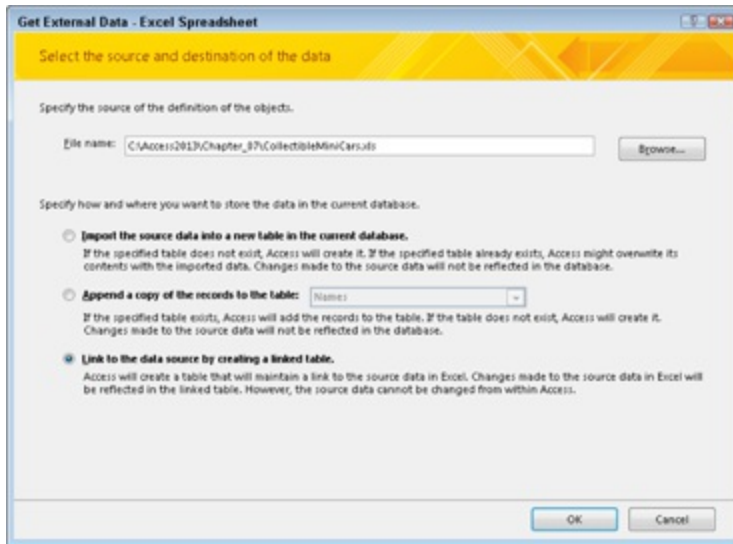 Get External Data - Excel Spreadsheet
Select the source and destination of the data
Specify the source of the definition of the objects.
File name: C:\Access2013\Chapter_07\CollectibleMiniCars.xls
Browse...
Specify how and where you want to store the data in the current database.
Import the source data into a new table in the current database.
If the specified table does not exist, Access will create it. If the specified table already exists, Access might overwrite its
contents with the imported data. Changes made to the source data will not be reflected in the database.
Append a copy of the records to the table: Names
If the specified table exists, Access will add the records to the table. If the table does not exist, Access will create it.
Changes made to the source data will not be reflected in the database.
Link to the data source by creating a linked table.
Access will create a table that will maintain a link to the source data in Excel. Changes made to the source data in Excel will
be reflected in the linked table. However, the source data cannot be changed from within Access.
OK Cancel